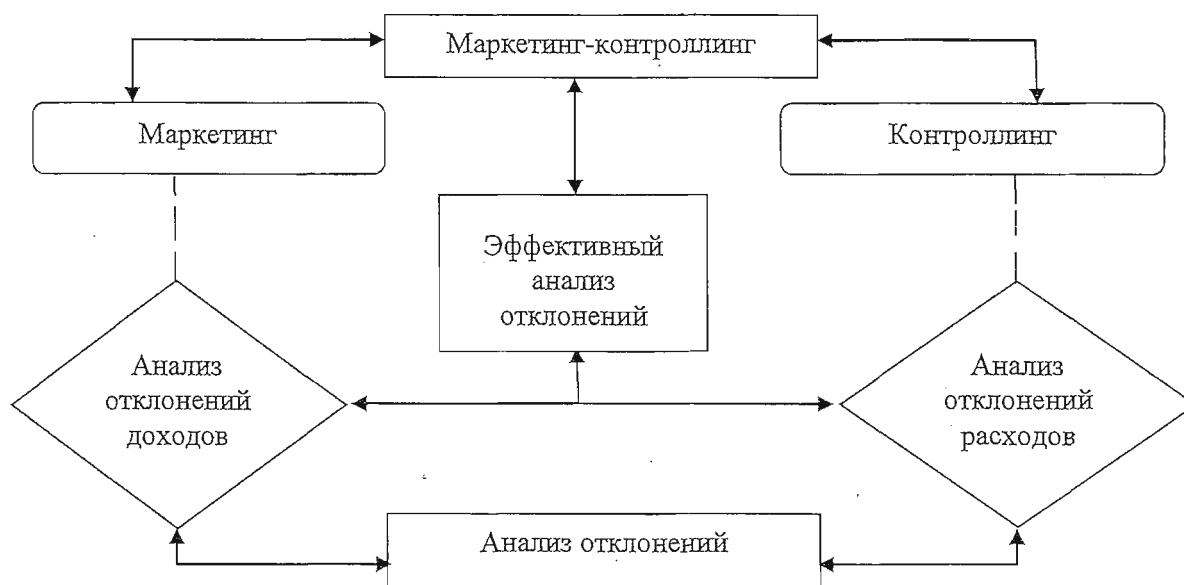 Маркетинг-контроллинг
Маркетинг
Контроллинг
Эффективный
анализ
отклонений
Анализ
отклонений
доходов
Анализ
отклонений
расходов
Анализ отклонений